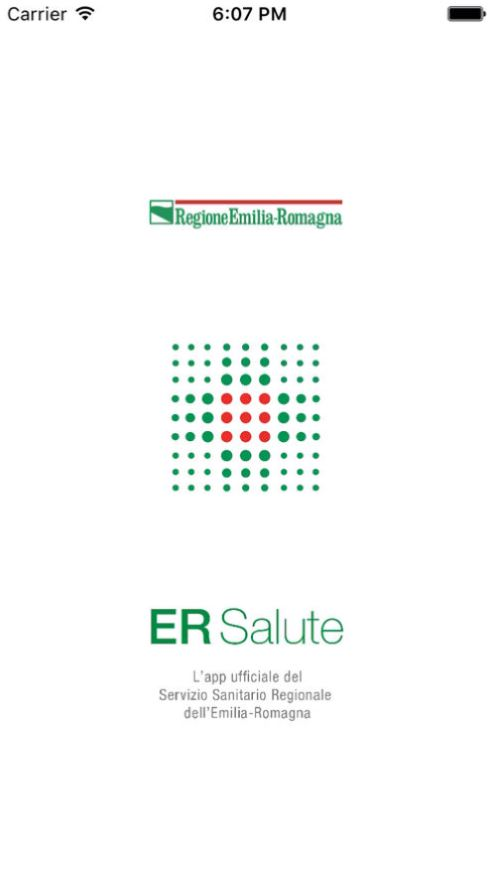 Carrier 6:07 PM
RegioneEmilia-Romagna
ER Salute
L'app ufficiale del
Servizio Sanitario Regionale
dell'Emilia-Romagna